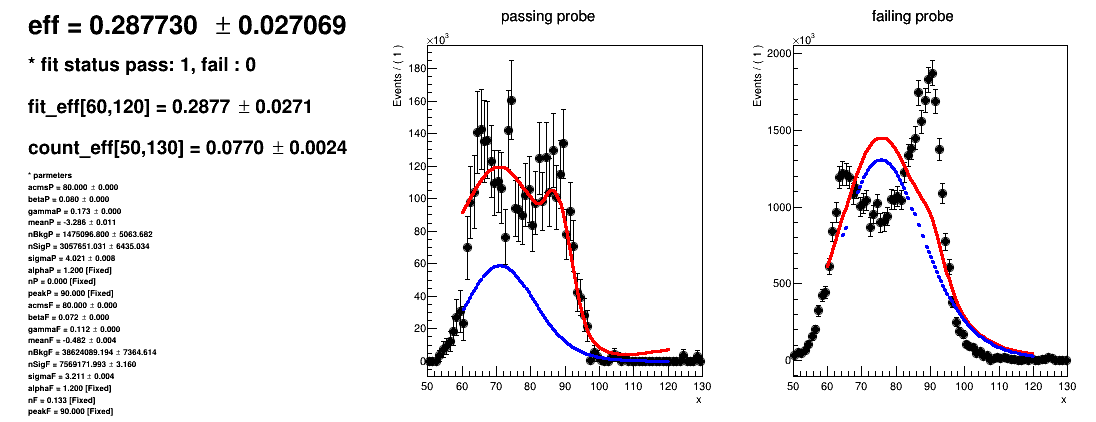 eff = 0.287730 ± 0.027069
* fit status pass: 1, fail : 0
fit_eff[60,120] = 0.2877 ± 0.0271
count_eff[50,130] = 0.0770 ± 0.0024
* parmeters
acmsP = 80.000 ± 0.000
betaP = 0.080 ± 0.000
gammaP = 0.173 ± 0.000
meanP = -3.286 ± 0.011
nBkgP = 1475096.800 ± 5063.682
nSigP = 3057651.031 ± 6435.034
sigmaP = 4.021 ± 0.008
alphaP = 1.200 [Fixed]
nP = 0.000 [Fixed]
peakP = 90.000 [Fixed]
acmsF = 80.000 ± 0.000
betaF = 0.072 ± 0.000
gammaF = 0.112 ± 0.000
meanF = -0.482 ± 0.004
nBkgF = 38624089.194 ± 7364.614
nSigF = 7569171.993 ± 3.160
sigmaF = 3.211 ± 0.004
alphaF = 1.200 [Fixed]
nF = 0.133 [Fixed]
peakF = 90.000 [Fixed]
passing probe
×10³
Events / ( 1 )
180
160
140
120
100
80
60
40
20
0
50 60 70 80 90 100 110 120 130
x
failing probe
×10³
Events / ( 1 )
2000
1500
1000
500
0
50 60 70 80 90 100 110 120 130
x